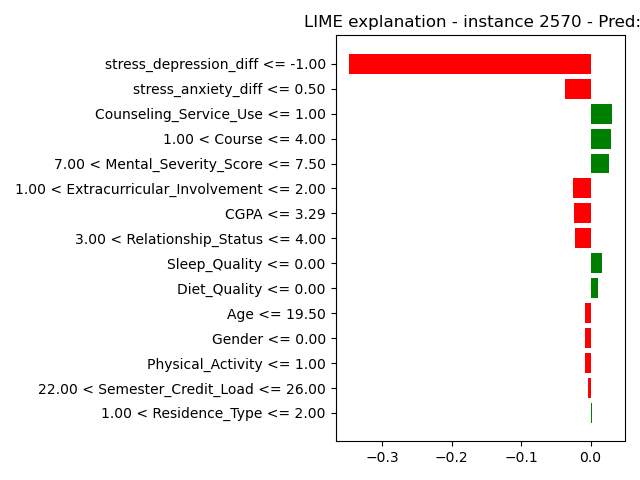 LIME explanation - instance 2570 - Pred:
stress_depression_diff <= -1.00
stress_anxiety_diff <= 0.50
Counseling_Service_Use <= 1.00
1.00 < Course <= 4.00
7.00 < Mental_Severity_Score <= 7.50
1.00 < Extracurricular_Involvement <= 2.00
CGPA <= 3.29
3.00 < Relationship_Status <= 4.00
Sleep_Quality <= 0.00
Diet_Quality <= 0.00
Age <= 19.50
Gender <= 0.00
Physical_Activity <= 1.00
22.00 < Semester_Credit_Load <= 26.00
1.00 < Residence_Type <= 2.00
−0.3 −0.2 −0.1 0.0